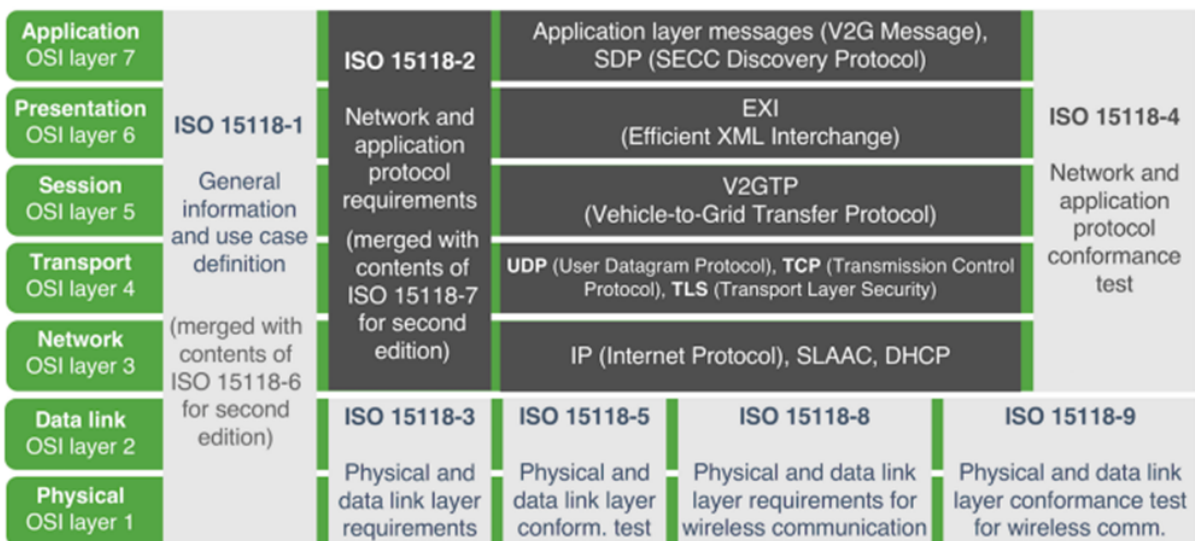 Application
OSI layer 7
Presentation
OSI layer 6
Session
OSI layer 5
Transport
OSI layer 4
Network
OSI layer 3
Data link
OSI layer 2
Physical
OSI layer 1
ISO 15118-1
General
information
and use case
definition
(merged with
contents of
ISO 15118-6
for second
edition)
ISO 15118-2
Network and
application
protocol
requirements
(merged with
contents of
ISO 15118-7
for second
edition)
Application layer messages (V2G Message),
SDP (SECC Discovery Protocol)
EXI
(Efficient XML Interchange)
V2GTP
(Vehicle-to-Grid Transfer Protocol)
UDP (User Datagram Protocol), TCP (Transmission Control
Protocol), TLS (Transport Layer Security)
IP (Internet Protocol), SLAAC, DHCP
ISO 15118-4
Network and
application
protocol
conformance
test
ISO 15118-3
Physical and
data link layer
requirements
ISO 15118-5
Physical and
data link layer
conform. test
ISO 15118-8
Physical and data link
layer requirements for
wireless communication
ISO 15118-9
Physical and data link
layer conformance test
for wireless comm.